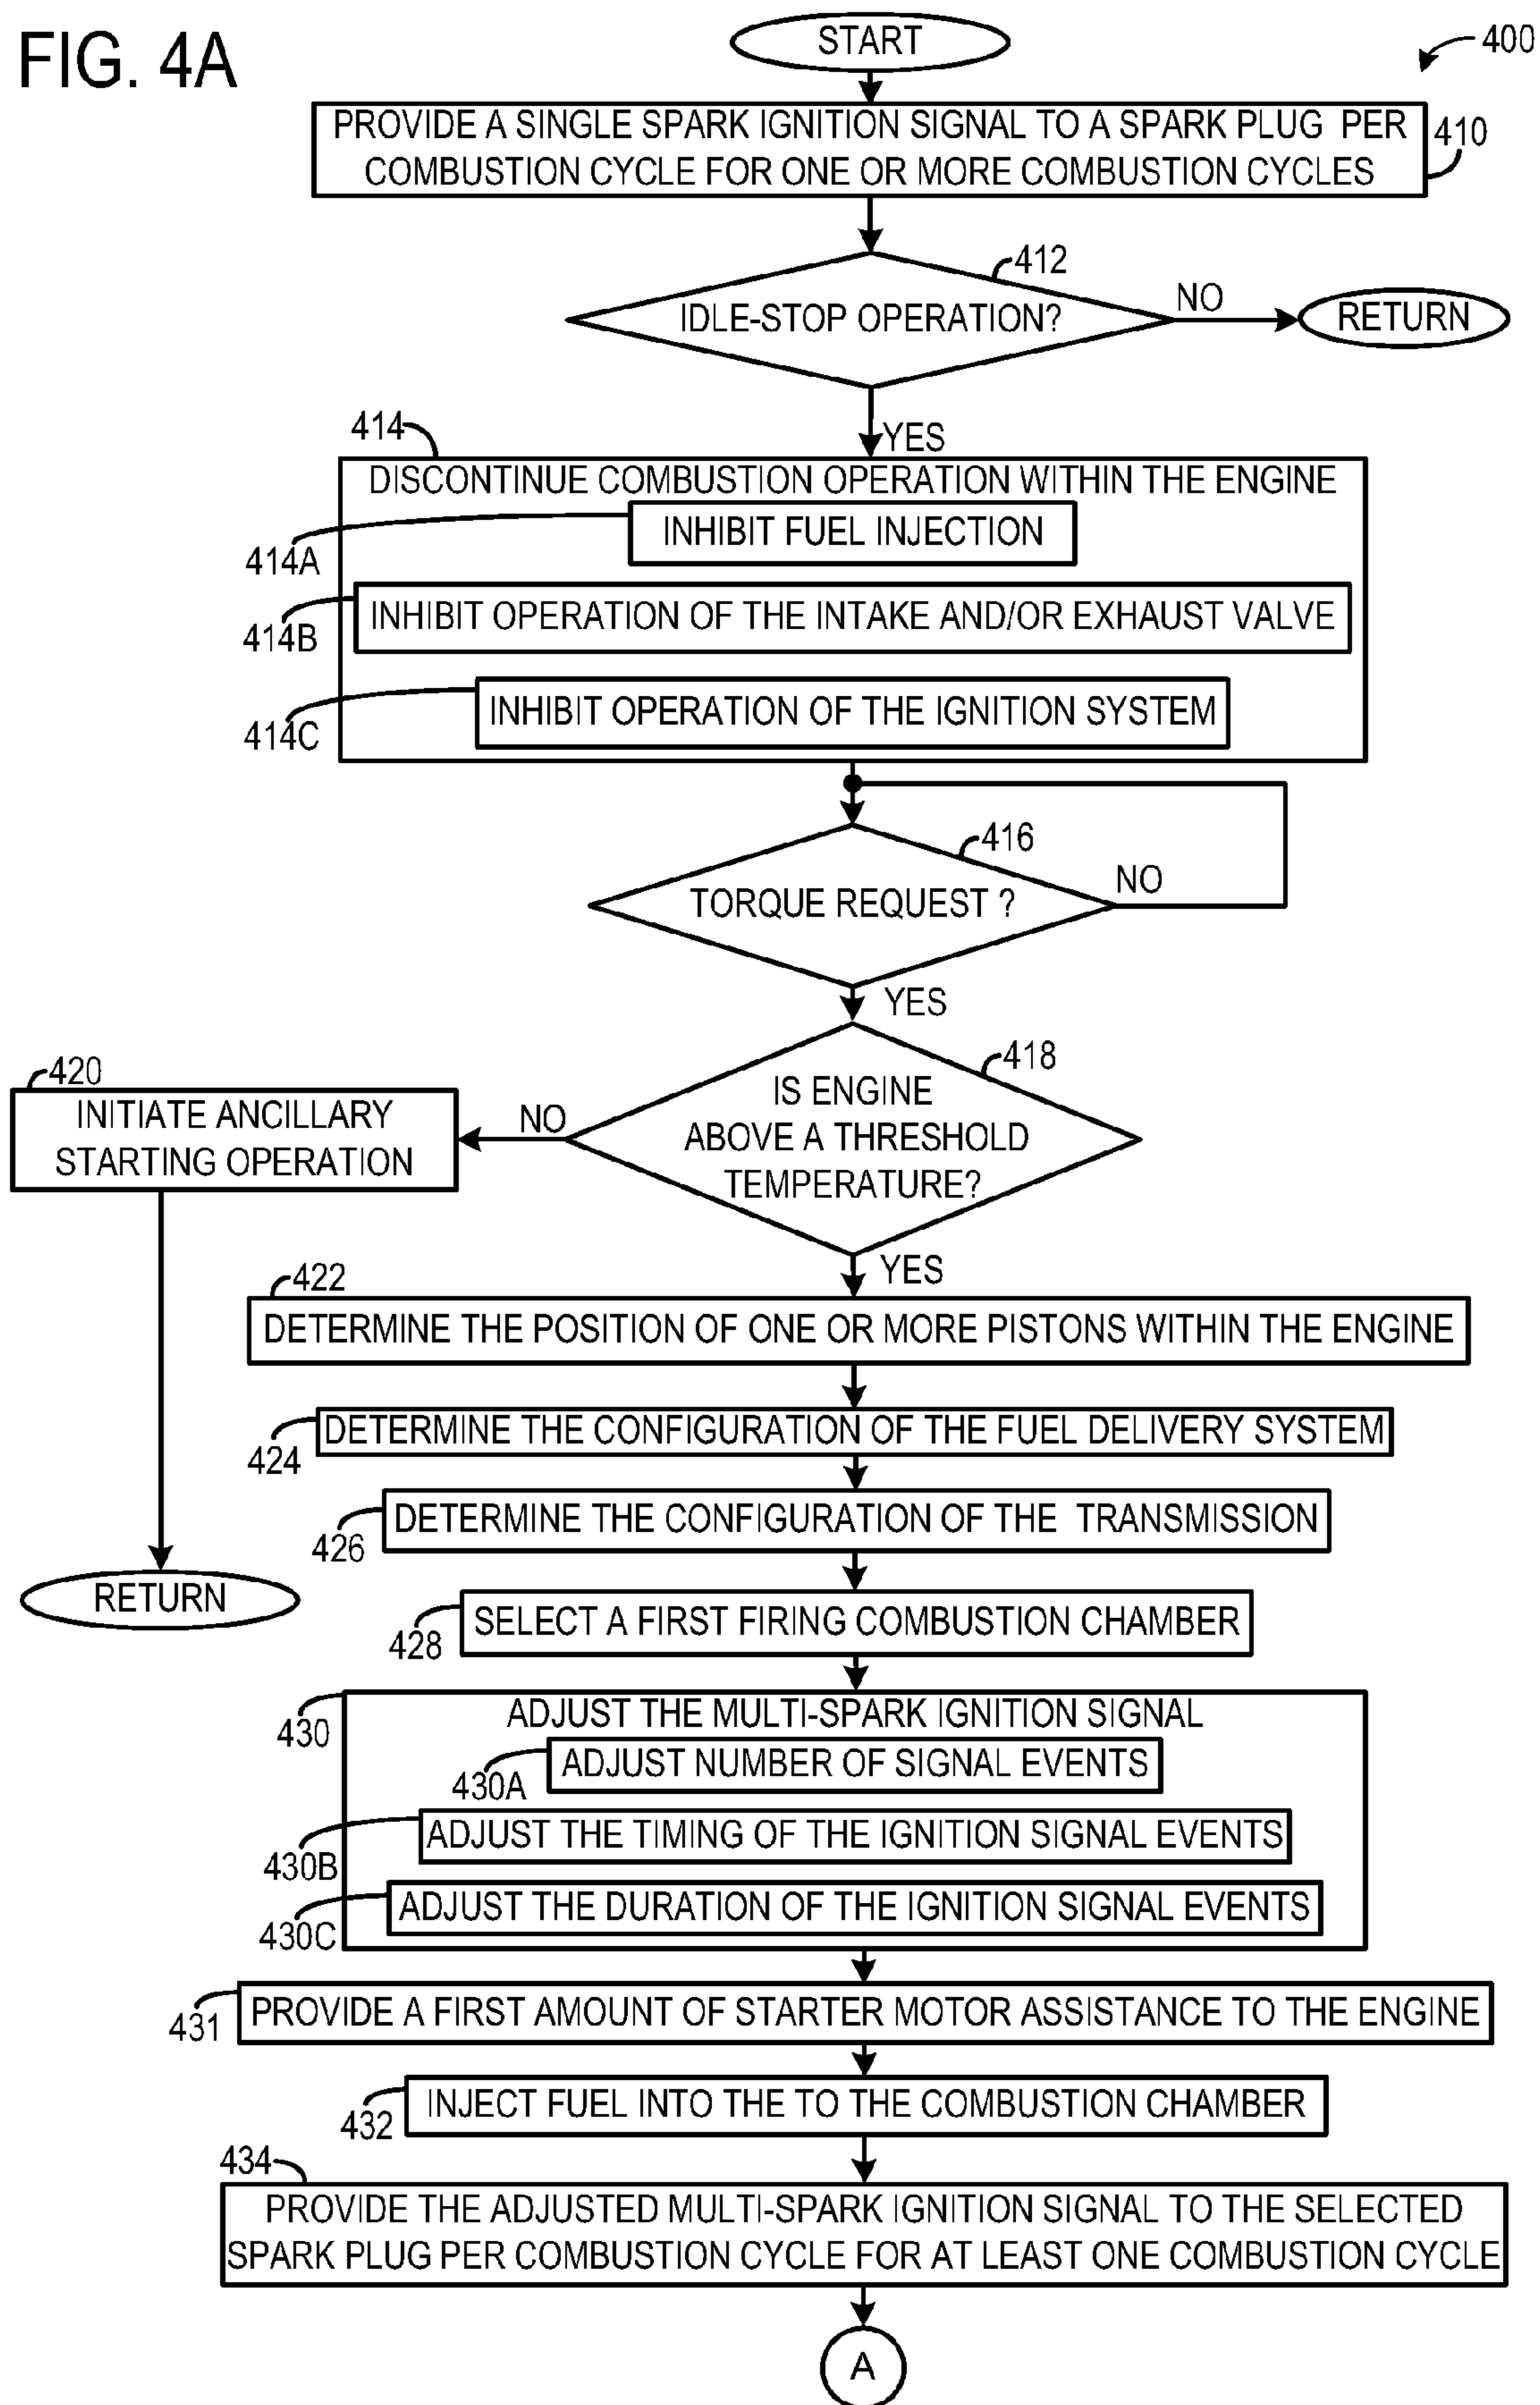 FIG. 4A
START
400
PROVIDE A SINGLE SPARK IGNITION SIGNAL TO A SPARK PLUG PER
COMBUSTION CYCLE FOR ONE OR MORE COMBUSTION CYCLES
410
412
IDLE-STOP OPERATION?
NO
RETURN
YES
414
DISCONTINUE COMBUSTION OPERATION WITHIN THE ENGINE
INHIBIT FUEL INJECTION
414A
INHIBIT OPERATION OF THE INTAKE AND/OR EXHAUST VALVE
414B
INHIBIT OPERATION OF THE IGNITION SYSTEM
414C
416
TORQUE REQUEST ?
NO
YES
418
IS ENGINE
ABOVE A THRESHOLD
TEMPERATURE?
NO
420
INITIATE ANCILLARY
STARTING OPERATION
RETURN
YES
422
DETERMINE THE POSITION OF ONE OR MORE PISTONS WITHIN THE ENGINE
DETERMINE THE CONFIGURATION OF THE FUEL DELIVERY SYSTEM
424
DETERMINE THE CONFIGURATION OF THE TRANSMISSION
426
SELECT A FIRST FIRING COMBUSTION CHAMBER
428
ADJUST THE MULTI-SPARK IGNITION SIGNAL
430
ADJUST NUMBER OF SIGNAL EVENTS
430A
ADJUST THE TIMING OF THE IGNITION SIGNAL EVENTS
430B
ADJUST THE DURATION OF THE IGNITION SIGNAL EVENTS
430C
PROVIDE A FIRST AMOUNT OF STARTER MOTOR ASSISTANCE TO THE ENGINE
431
INJECT FUEL INTO THE TO THE COMBUSTION CHAMBER
432
434
PROVIDE THE ADJUSTED MULTI-SPARK IGNITION SIGNAL TO THE SELECTED
SPARK PLUG PER COMBUSTION CYCLE FOR AT LEAST ONE COMBUSTION CYCLE
A